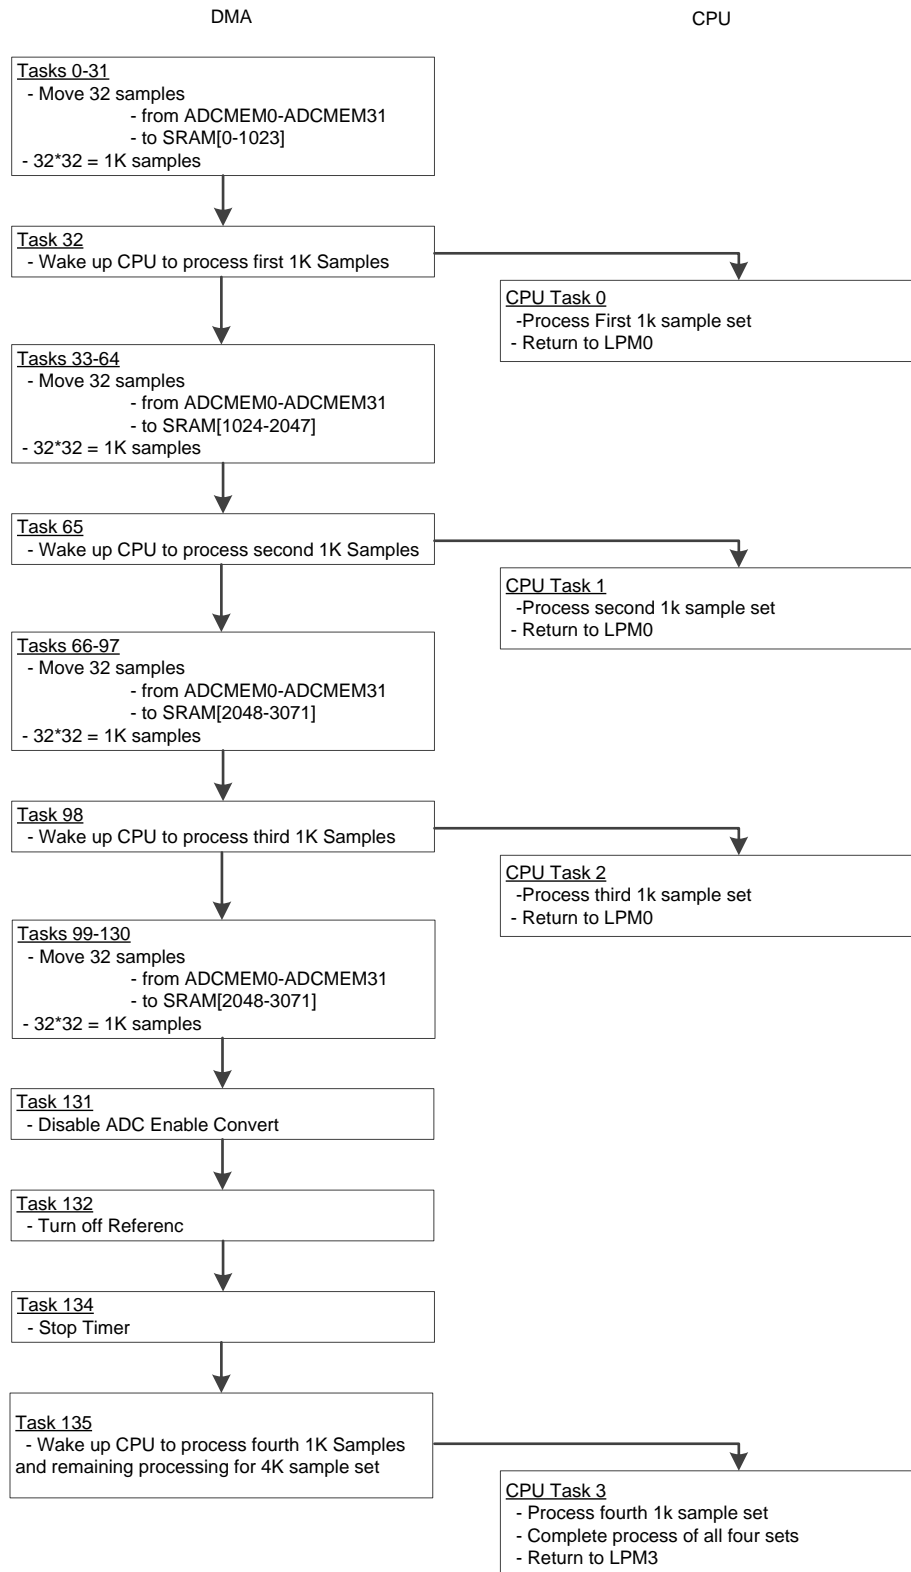 DMA
CPU
Tasks 0-31
- Move 32 samples
- from ADCMEM0-ADCMEM31
- to SRAM[0-1023]
- 32*32 = 1K samples
Task 32
- Wake up CPU to process first 1K Samples
CPU Task 0
-Process First 1k sample set
- Return to LPM0
Tasks 33-64
- Move 32 samples
- from ADCMEM0-ADCMEM31
- to SRAM[1024-2047]
- 32*32 = 1K samples
Task 65
- Wake up CPU to process second 1K Samples
CPU Task 1
-Process second 1k sample set
- Return to LPM0
Tasks 66-97
- Move 32 samples
- from ADCMEM0-ADCMEM31
- to SRAM[2048-3071]
- 32*32 = 1K samples
Task 98
- Wake up CPU to process third 1K Samples
CPU Task 2
-Process third 1k sample set
- Return to LPM0
Tasks 99-130
- Move 32 samples
- from ADCMEM0-ADCMEM31
- to SRAM[2048-3071]
- 32*32 = 1K samples
Task 131
- Disable ADC Enable Convert
Task 132
- Turn off Referenc
Task 134
- Stop Timer
Task 135
- Wake up CPU to process fourth 1K Samples
and remaining processing for 4K sample set
CPU Task 3
- Process fourth 1k sample set
- Complete process of all four sets
- Return to LPM3